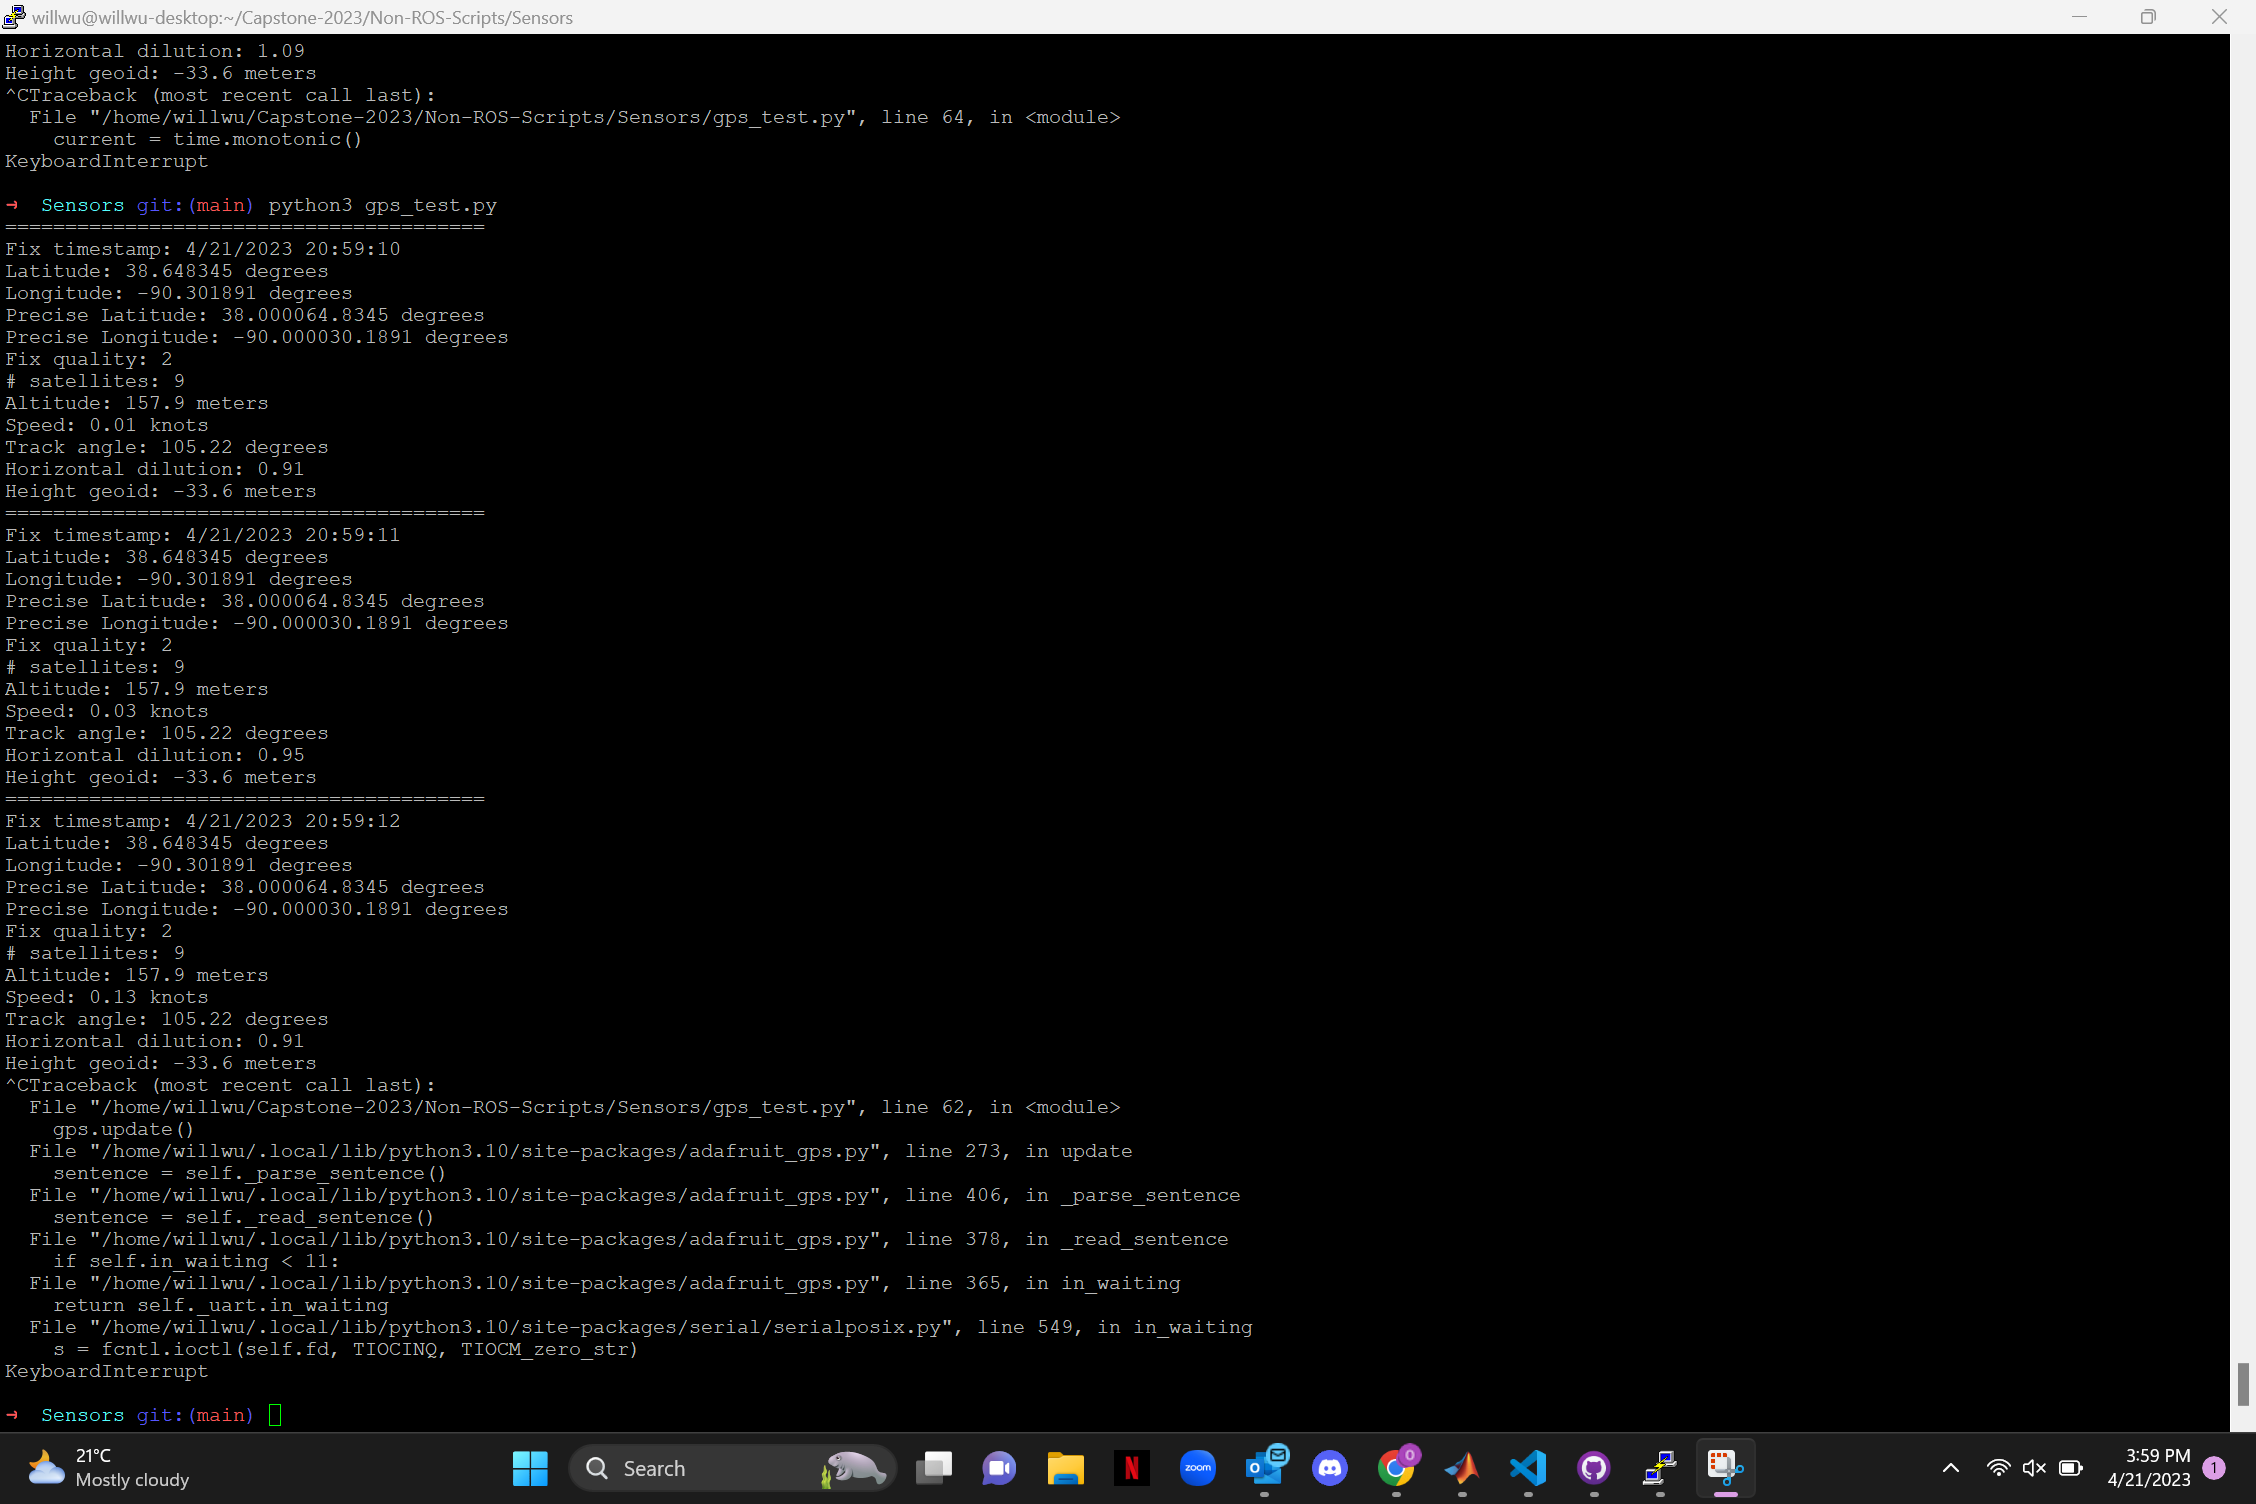 willwu@willwu-desktop:~/Capstone-2023/Non-ROS-Scripts/Sensors
Horizontal dilution: 1.09
Height geoid: -33.6 meters
^CTraceback (most recent call last):
  File "/home/willwu/Capstone-2023/Non-ROS-Scripts/Sensors/gps_test.py", line 64, in <module>
    current = time.monotonic()
KeyboardInterrupt
→ Sensors git:(main) python3 gps_test.py
========================================
Fix timestamp: 4/21/2023 20:59:10
Latitude: 38.648345 degrees
Longitude: -90.301891 degrees
Precise Latitude: 38.000064.8345 degrees
Precise Longitude: -90.000030.1891 degrees
Fix quality: 2
# satellites: 9
Altitude: 157.9 meters
Speed: 0.01 knots
Track angle: 105.22 degrees
Horizontal dilution: 0.91
Height geoid: -33.6 meters
========================================
Fix timestamp: 4/21/2023 20:59:11
Latitude: 38.648345 degrees
Longitude: -90.301891 degrees
Precise Latitude: 38.000064.8345 degrees
Precise Longitude: -90.000030.1891 degrees
Fix quality: 2
# satellites: 9
Altitude: 157.9 meters
Speed: 0.03 knots
Track angle: 105.22 degrees
Horizontal dilution: 0.95
Height geoid: -33.6 meters
========================================
Fix timestamp: 4/21/2023 20:59:12
Latitude: 38.648345 degrees
Longitude: -90.301891 degrees
Precise Latitude: 38.000064.8345 degrees
Precise Longitude: -90.000030.1891 degrees
Fix quality: 2
# satellites: 9
Altitude: 157.9 meters
Speed: 0.13 knots
Track angle: 105.22 degrees
Horizontal dilution: 0.91
Height geoid: -33.6 meters
^CTraceback (most recent call last):
  File "/home/willwu/Capstone-2023/Non-ROS-Scripts/Sensors/gps_test.py", line 62, in <module>
    gps.update()
  File "/home/willwu/.local/lib/python3.10/site-packages/adafruit_gps.py", line 273, in update
    sentence = self._parse_sentence()
  File "/home/willwu/.local/lib/python3.10/site-packages/adafruit_gps.py", line 406, in _parse_sentence
    sentence = self._read_sentence()
  File "/home/willwu/.local/lib/python3.10/site-packages/adafruit_gps.py", line 378, in _read_sentence
    if self.in_waiting < 11:
  File "/home/willwu/.local/lib/python3.10/site-packages/adafruit_gps.py", line 365, in in_waiting
    return self._uart.in_waiting
  File "/home/willwu/.local/lib/python3.10/site-packages/serial/serialposix.py", line 549, in in_waiting
    s = fcntl.ioctl(self.fd, TIOCINQ, TIOCM_zero_str)
KeyboardInterrupt
→ Sensors git:(main)
21°C
Mostly cloudy
Search
N
zoom
0
3:59 PM
4/21/2023
1